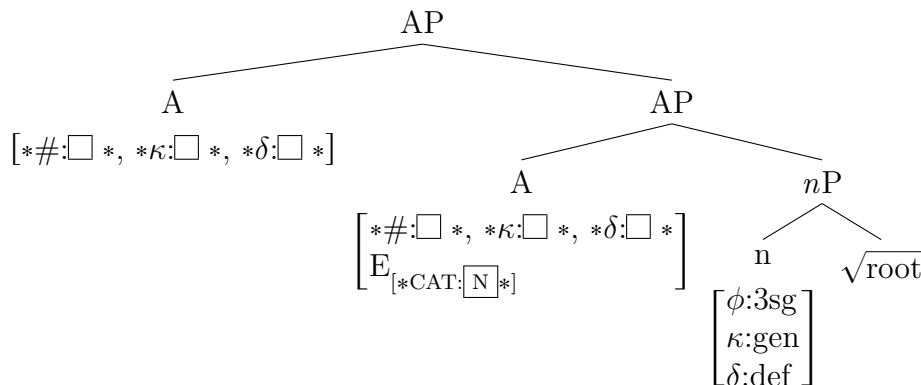 AP
A
AP
[∗#:□ ∗, ∗κ:□ ∗, ∗δ:□ ∗]
A
nP
[∗#:□ ∗, ∗κ:□ ∗, ∗δ:□ ∗
E[∗CAT:N∗]]
n
√root
[ϕ:3sg
κ:gen
δ:def]